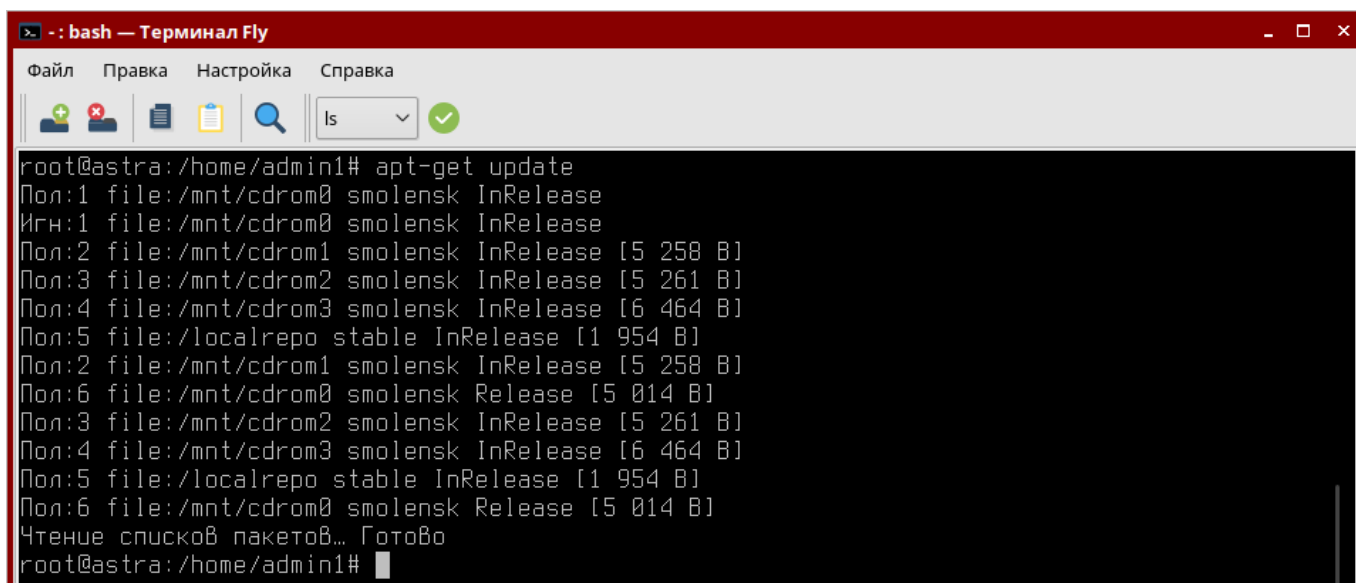 - : bash — Терминал Fly
Файл Правка Настройка Справка
ls
root@astra:/home/admin1# apt-get update
Пол:1 file:/mnt/cdrom0 smolensk InRelease
Игн:1 file:/mnt/cdrom0 smolensk InRelease
Пол:2 file:/mnt/cdrom1 smolensk InRelease [5 258 B]
Пол:3 file:/mnt/cdrom2 smolensk InRelease [5 261 B]
Пол:4 file:/mnt/cdrom3 smolensk InRelease [6 464 B]
Пол:5 file:/localrepo stable InRelease [1 954 B]
Пол:2 file:/mnt/cdrom1 smolensk InRelease [5 258 B]
Пол:6 file:/mnt/cdrom0 smolensk Release [5 014 B]
Пол:3 file:/mnt/cdrom2 smolensk InRelease [5 261 B]
Пол:4 file:/mnt/cdrom3 smolensk InRelease [6 464 B]
Пол:5 file:/localrepo stable InRelease [1 954 B]
Пол:6 file:/mnt/cdrom0 smolensk Release [5 014 B]
Чтение списков пакетов… Готово
root@astra:/home/admin1#